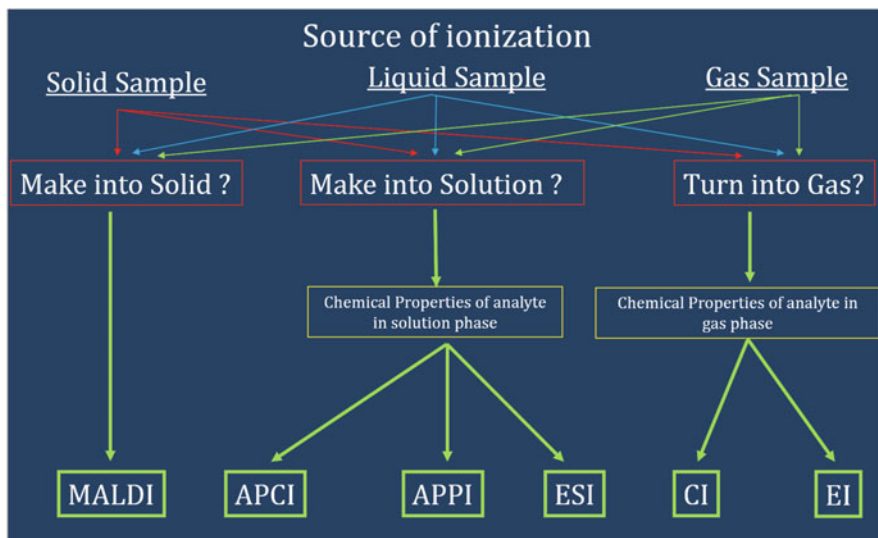 Source of ionization
Solid Sample
Liquid Sample
Gas Sample
Make into Solid ?
Make into Solution ?
Turn into Gas?
Chemical Properties of analyte
in solution phase
Chemical Properties of analyte in
gas phase
MALDI
APCI
APPI
ESI
CI
EI